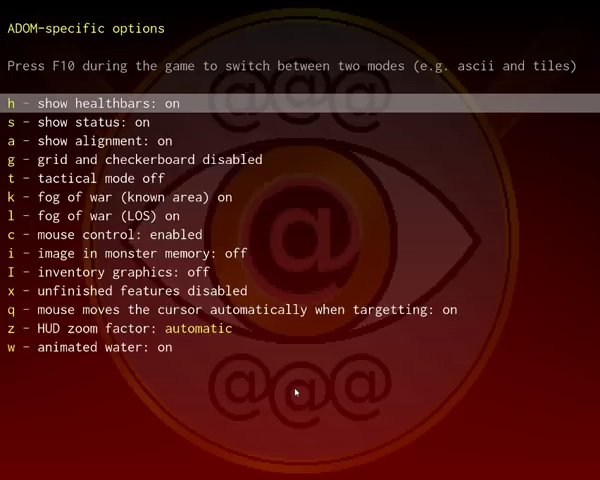 ADOM-specific options
Press F10 during the game to switch between two modes (e.g. ascii and tiles)
h - show healthbars: on
s - show status: on
a - show alignment: on
g - grid and checkerboard disabled
t - tactical mode off
k - fog of war (known area) on
l - fog of war (LOS) on
c - mouse control: enabled
i - image in monster memory: off
I - inventory graphics: off
x - unfinished features disabled
q - mouse moves the cursor automatically when targetting: on
z - HUD zoom factor: automatic
w - animated water: on
@@@
@
@@@